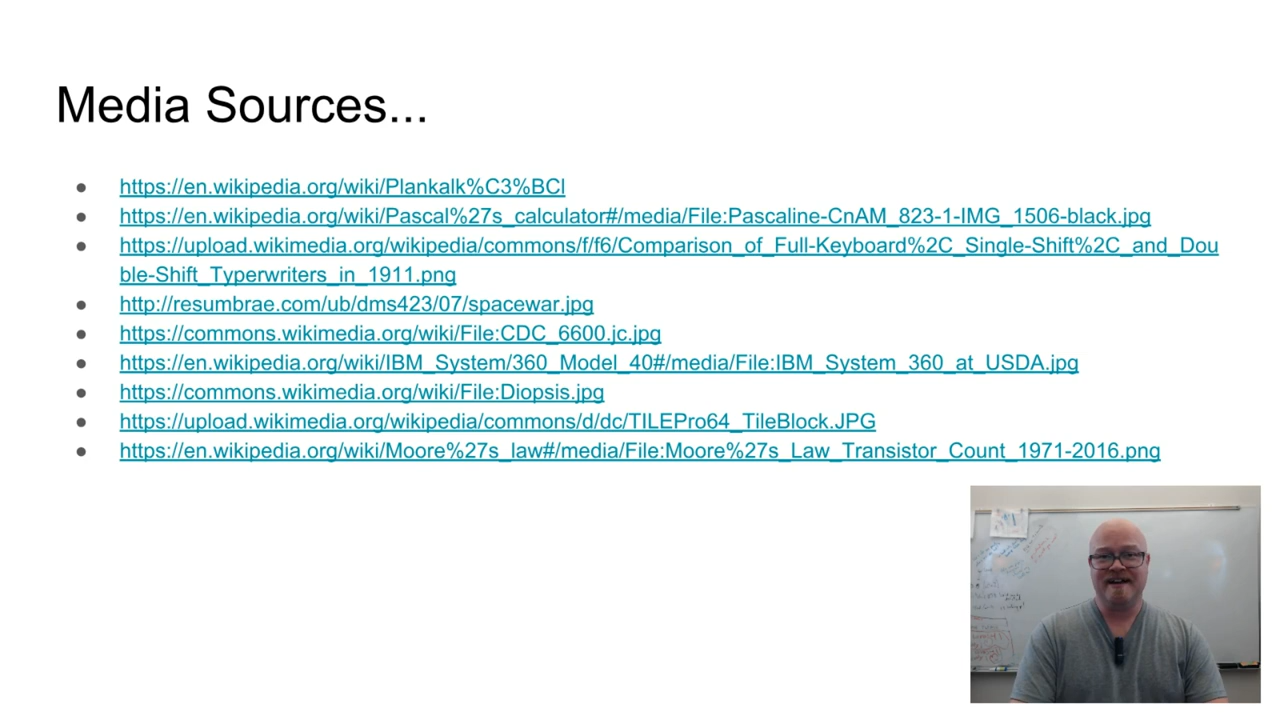 Media Sources...
https://en.wikipedia.org/wiki/Plankalk%C3%BCl
https://en.wikipedia.org/wiki/Pascal%27s_calculator#/media/File:Pascaline-CnAM_823-1-IMG_1506-black.jpg
https://upload.wikimedia.org/wikipedia/commons/f/f6/Comparison_of_Full-Keyboard%2C_Single-Shift%2C_and_Dou
ble-Shift_Typerwriters_in_1911.png
http://resumbrae.com/ub/dms423/07/spacewar.jpg
https://commons.wikimedia.org/wiki/File:CDC_6600.jc.jpg
https://en.wikipedia.org/wiki/IBM_System/360_Model_40#/media/File:IBM_System_360_at_USDA.jpg
https://commons.wikimedia.org/wiki/File:Diopsis.jpg
https://upload.wikimedia.org/wikipedia/commons/d/dc/TILEPro64_TileBlock.JPG
https://en.wikipedia.org/wiki/Moore%27s_law#/media/File:Moore%27s_Law_Transistor_Count_1971-2016.png